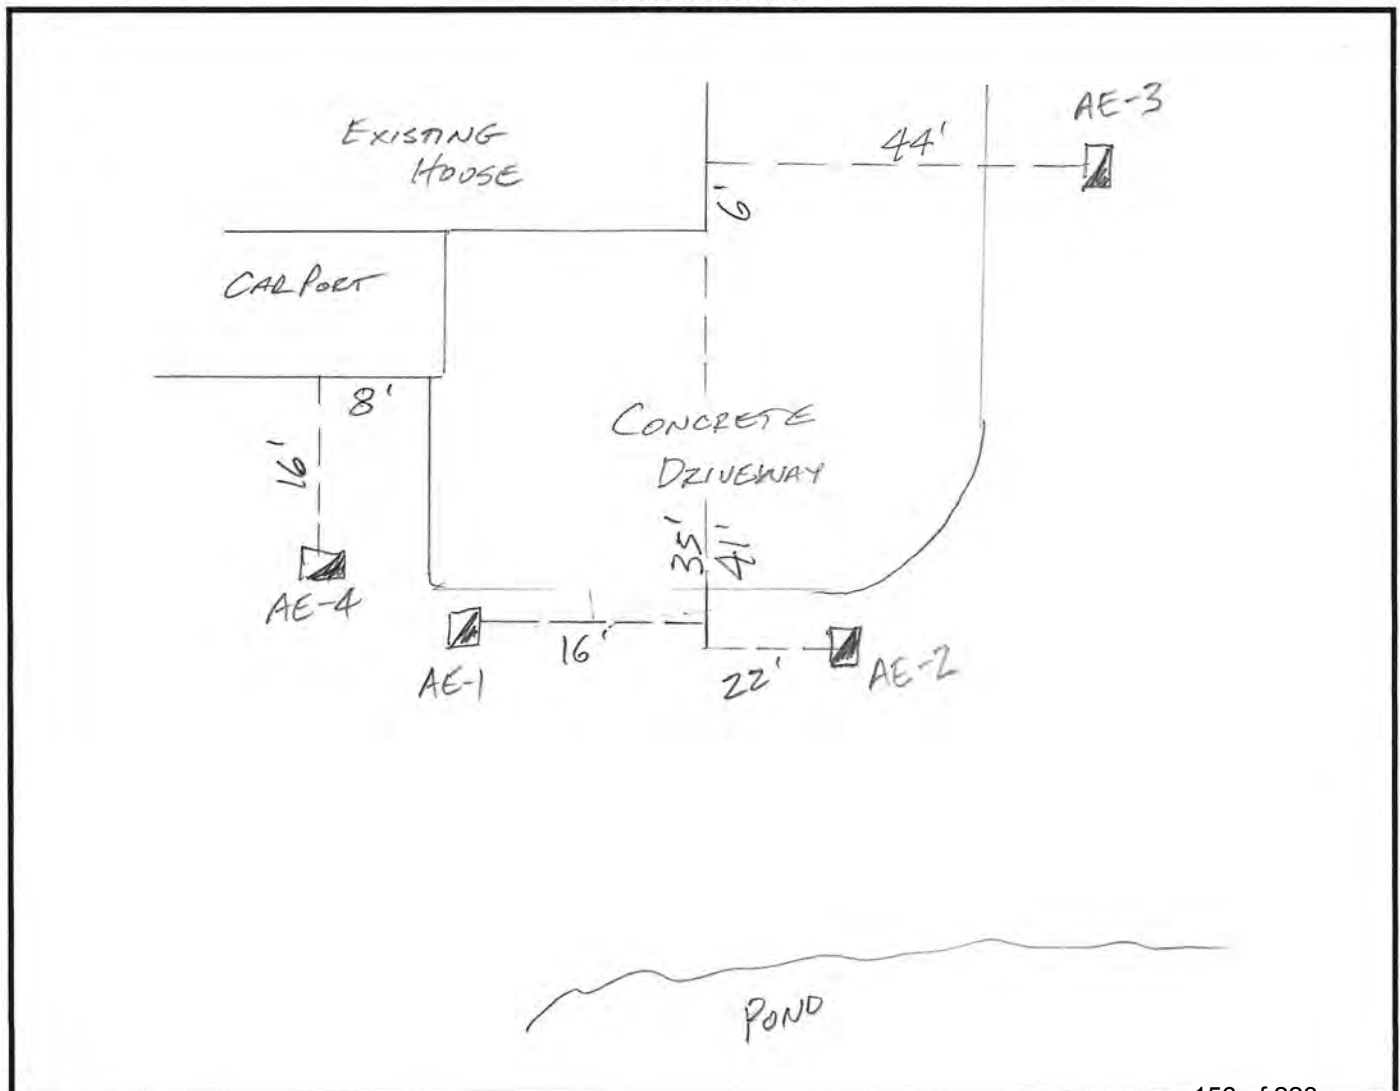 EXISTING
HOUSE
44'
AE-3
6'
CARPORT
8'
16'
CONCRETE
DRIVEWAY
35'
41'
AE-4
16'
AE-1
22'
AE-2
POND